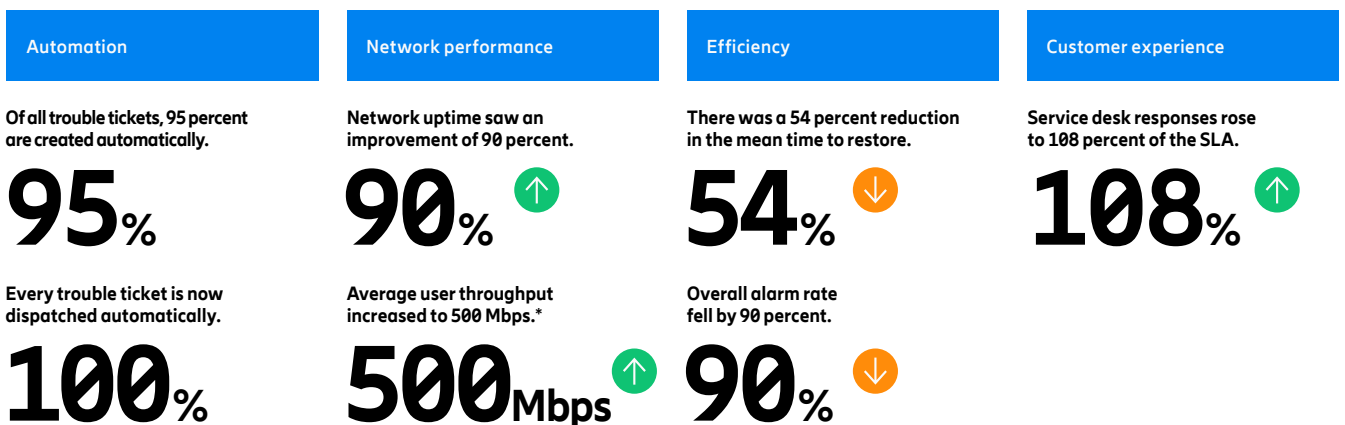 Automation
Of all trouble tickets, 95 percent
are created automatically.
95%
Every trouble ticket is now
dispatched automatically.
100%
Network performance
Network uptime saw an
improvement of 90 percent.
90%
Average user throughput
increased to 500 Mbps.*
500Mbps
Efficiency
There was a 54 percent reduction
in the mean time to restore.
54%
Overall alarm rate
fell by 90 percent.
90%
Customer experience
Service desk responses rose
to 108 percent of the SLA.
108%